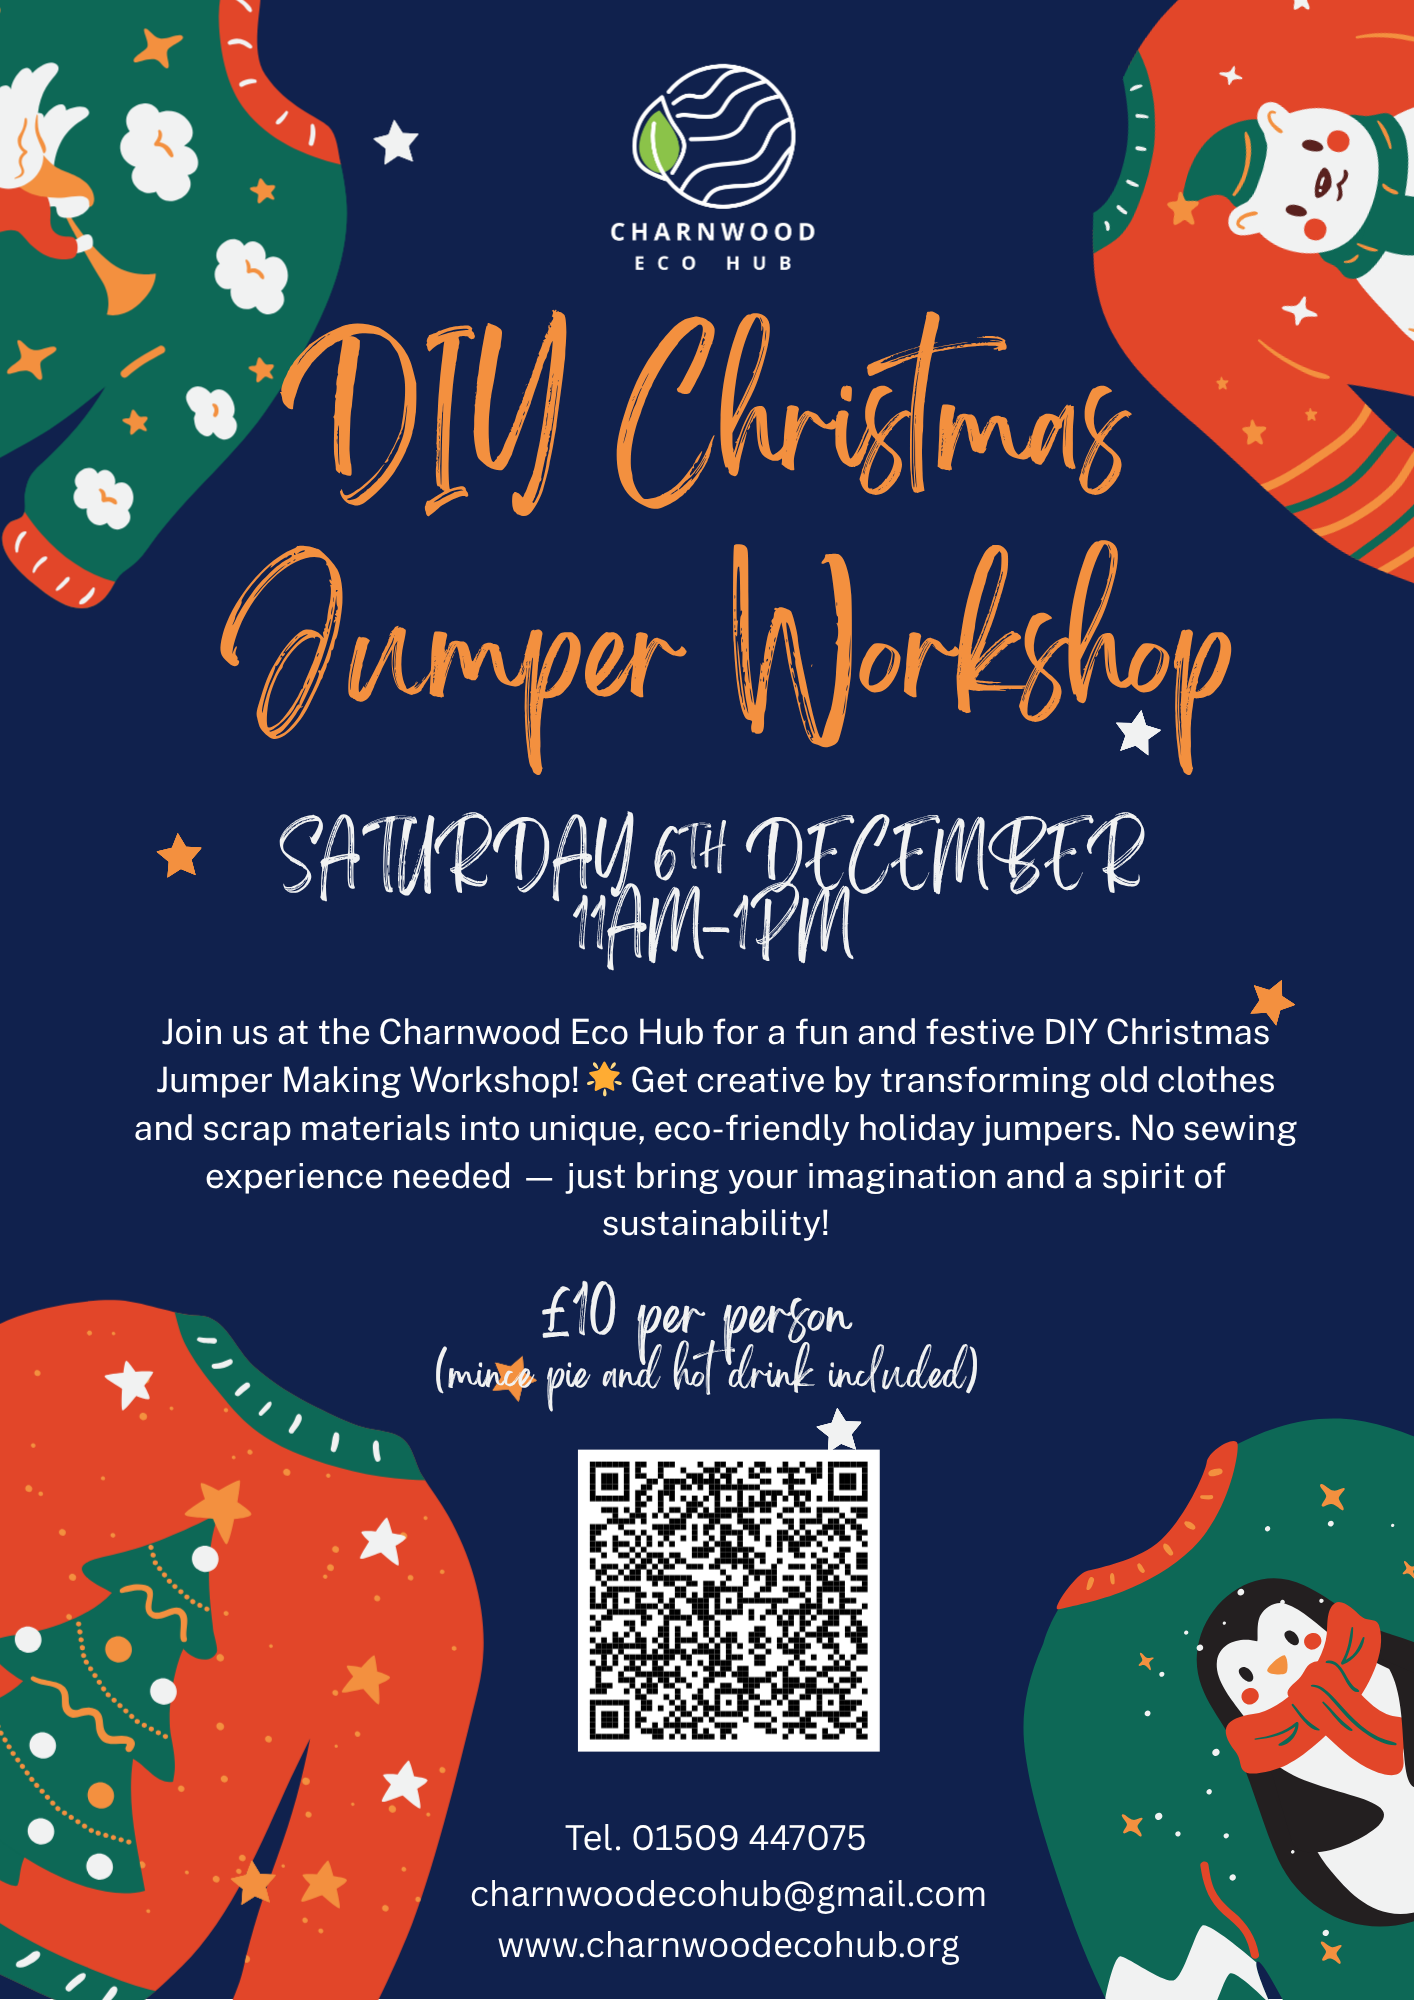 CHARNWOOD
ECO HUB
DIY Christmas
Jumper Workshop
SATURDAY 6TH DECEMBER
11AM-1PM
Join us at the Charnwood Eco Hub for a fun and festive DIY Christmas
Jumper Making Workshop! 🌟 Get creative by transforming old clothes
and scrap materials into unique, eco-friendly holiday jumpers. No sewing
experience needed — just bring your imagination and a spirit of
sustainability!
£10 per person
(mince pie and hot drink included)
Tel. 01509 447075
charnwoodecohub@gmail.com
www.charnwoodecohub.org